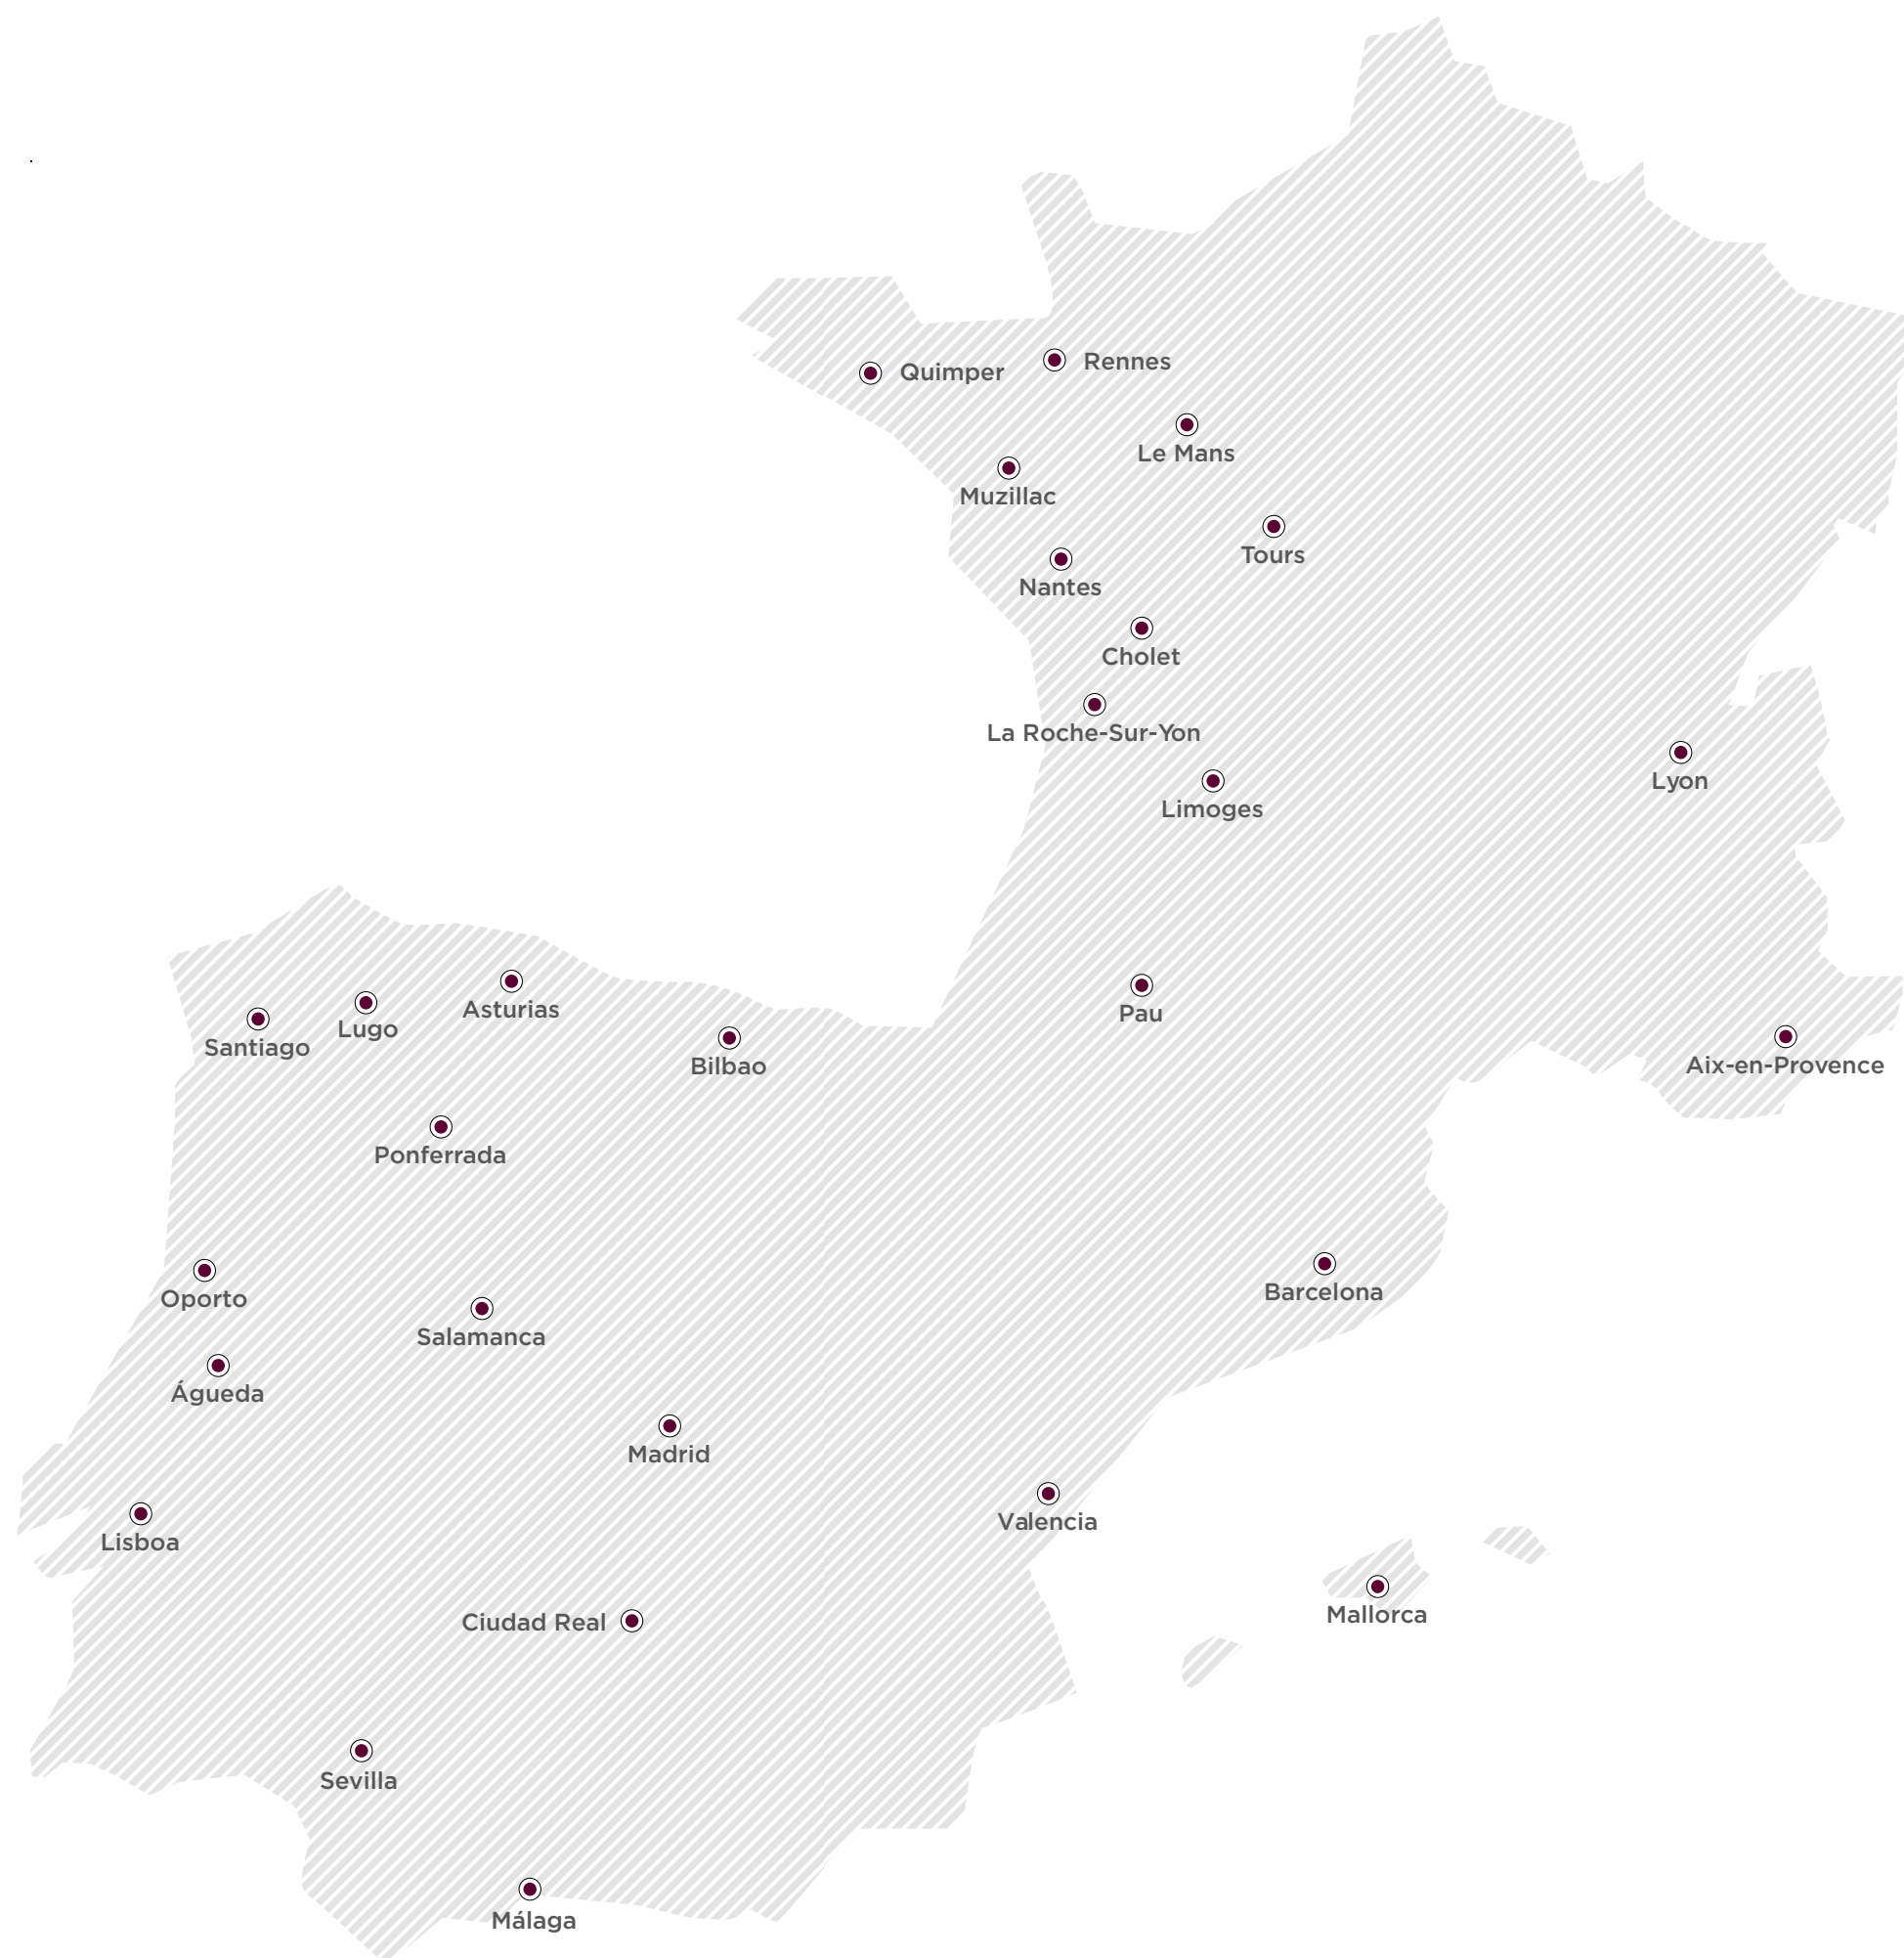 Rennes
Quimper
Le Mans
Muzillac
Tours
Nantes
Cholet
La Roche-Sur-Yon
Lyon
Limoges
Asturias
Pau
Lugo
Santiago
Bilbao
Aix-en-Provence
Ponferrada
Barcelona
Oporto
Salamanca
Águeda
Madrid
Valencia
Lisboa
Mallorca
Ciudad Real
Sevilla
Málaga